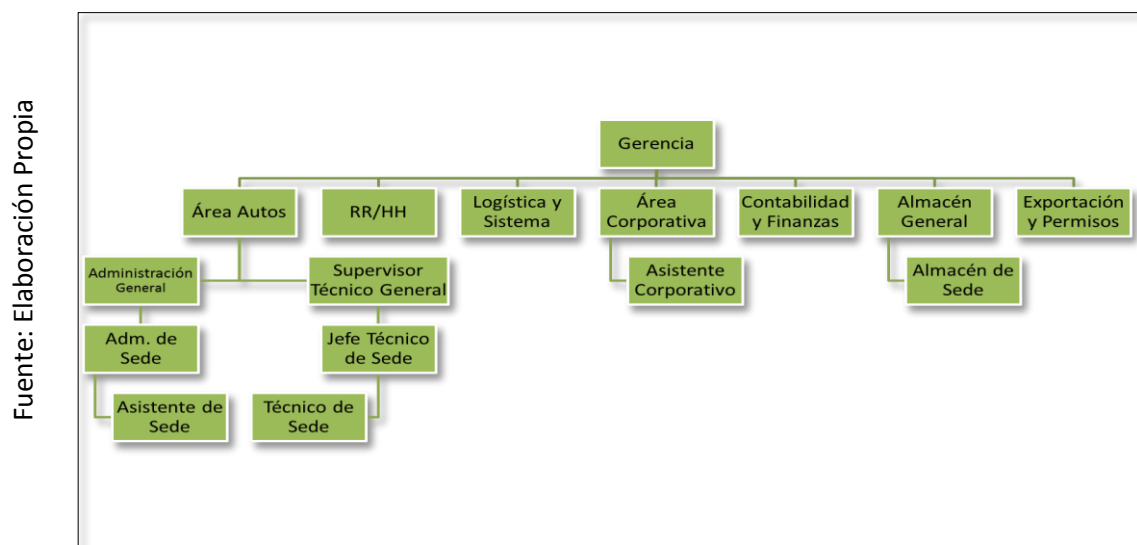 Fuente: Elaboración Propia
Gerencia
Área Autos
RR/HH
Logística y
Sistema
Área
Corporativa
Contabilidad
y Finanzas
Almacén
General
Exportación
y Permisos
Administración
General
Supervisor
Técnico General
Asistente
Corporativo
Almacén de
Sede
Adm. de
Sede
Jefe Técnico
de Sede
Asistente de
Sede
Técnico de
Sede